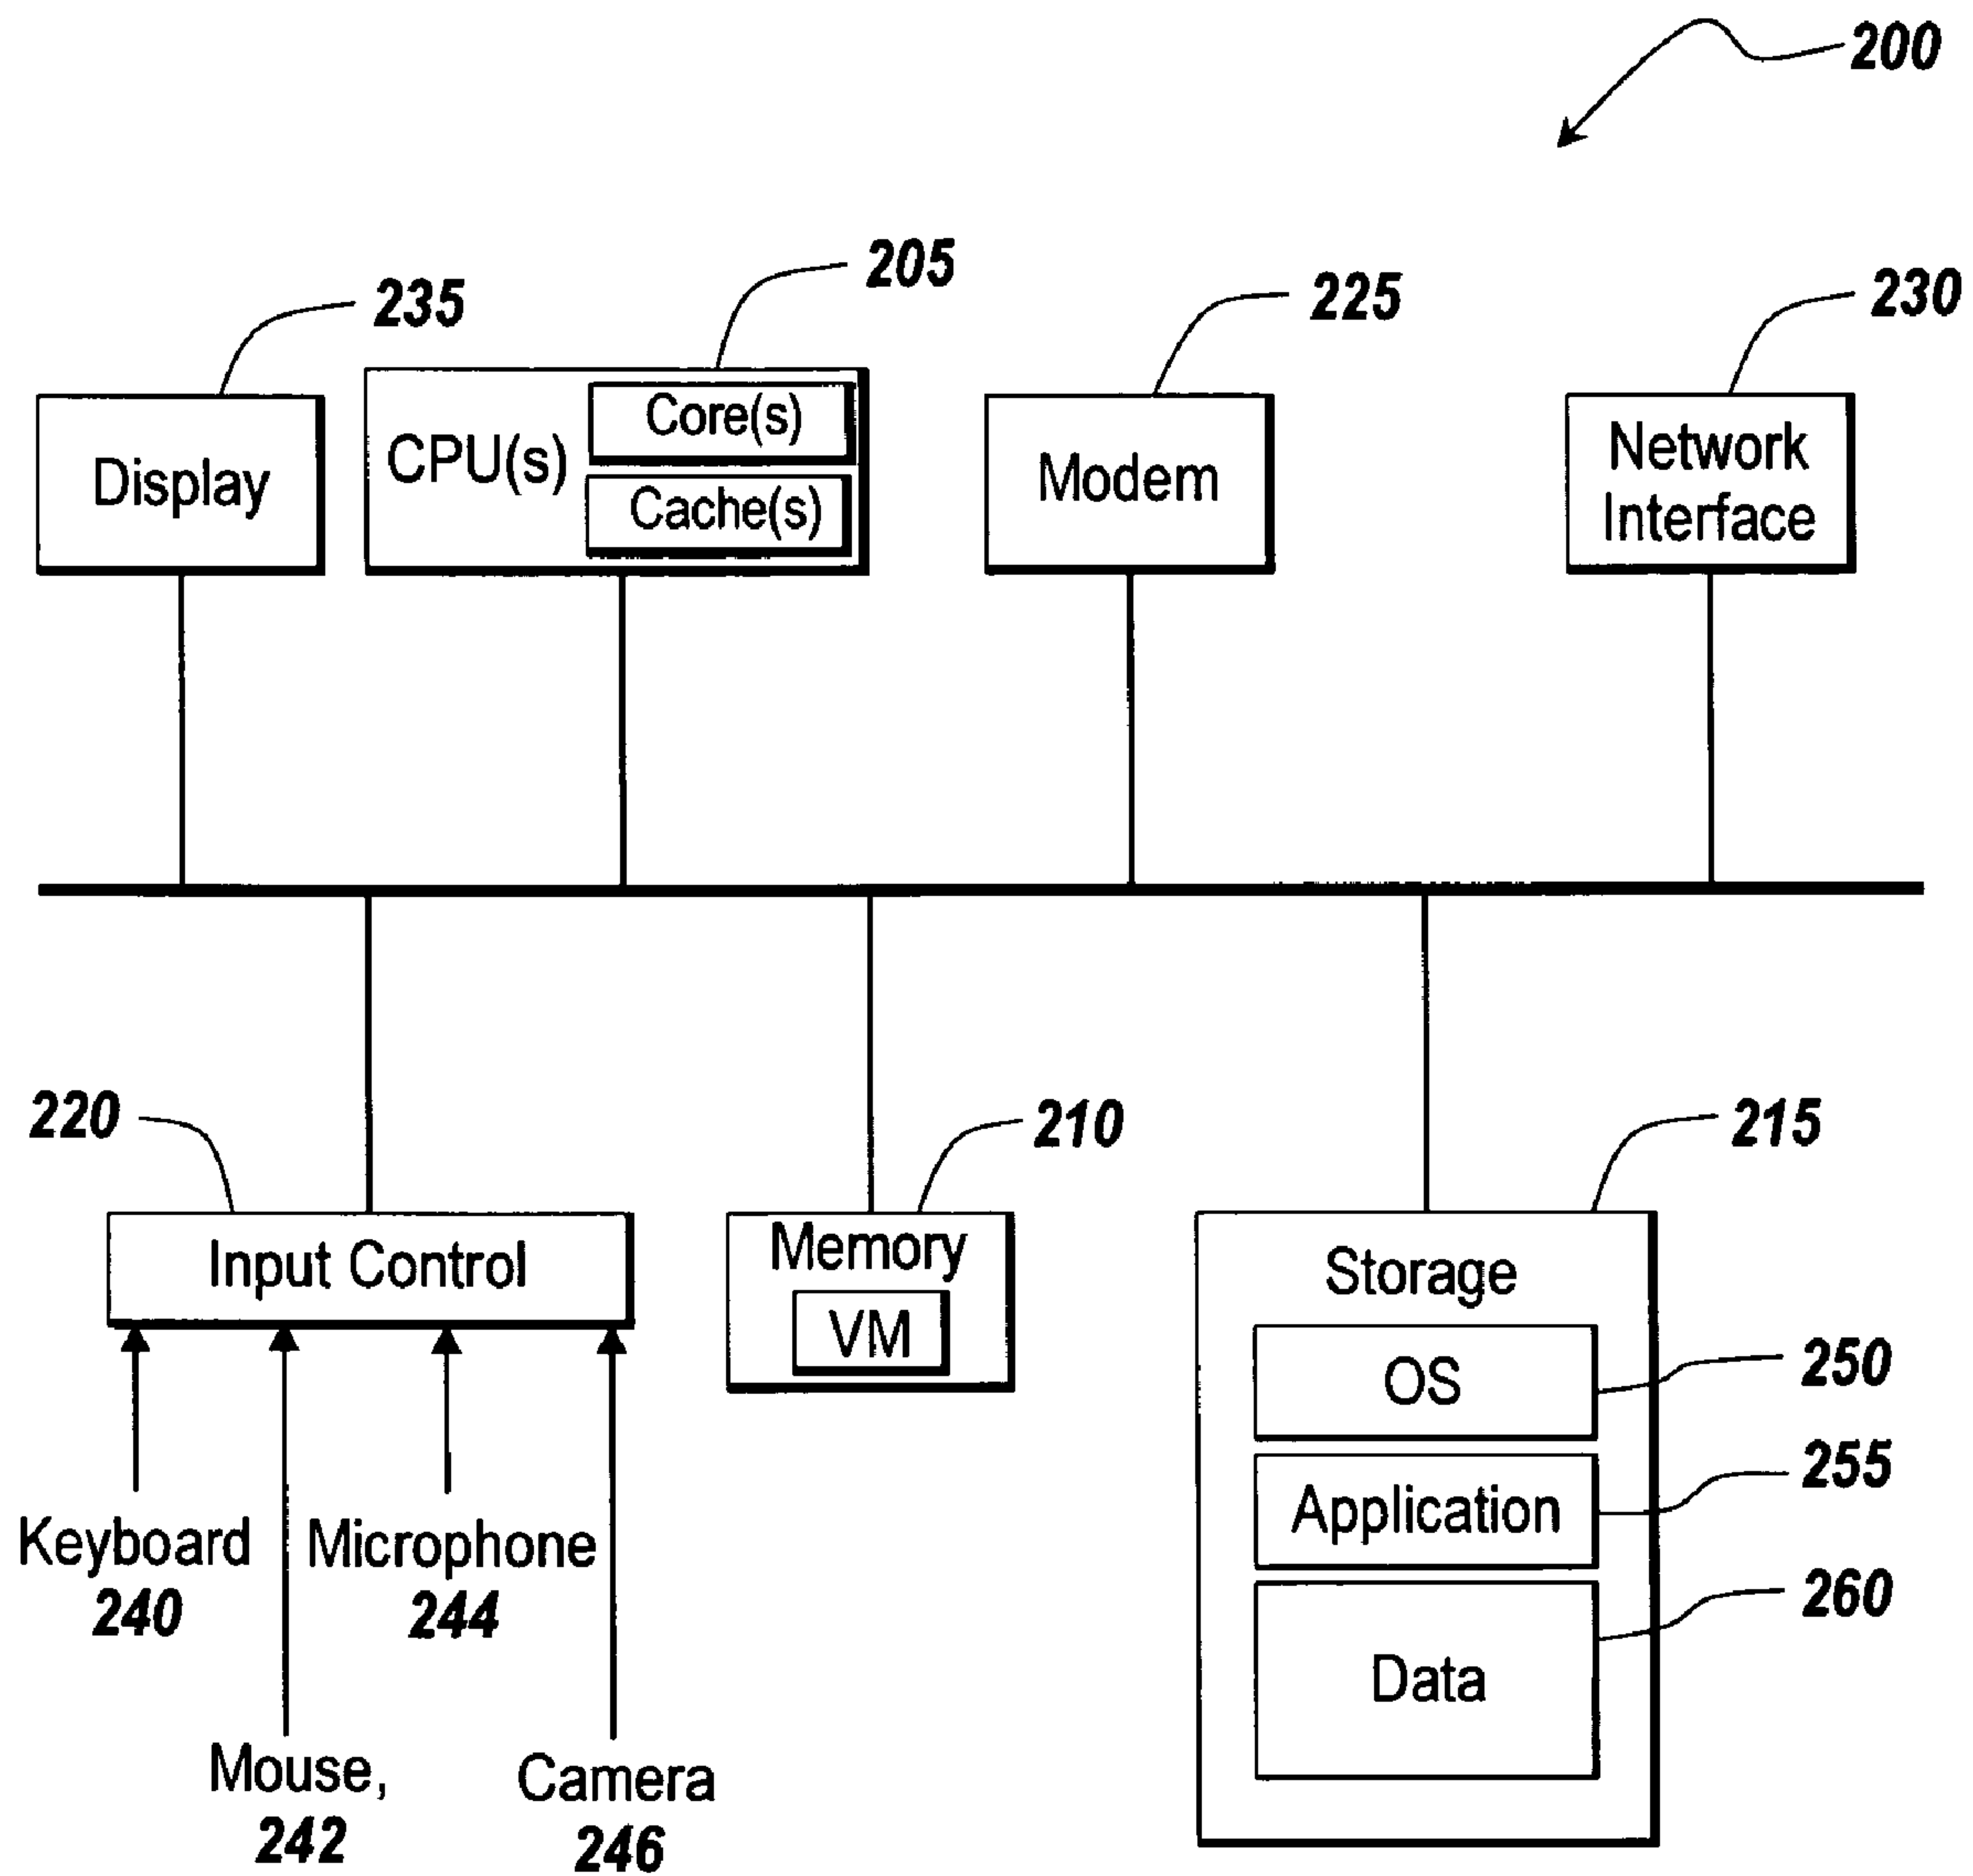 200
235
205
225
230
Display
CPU(s)
Core(s)
Cache(s)
Modem
Network
Interface
220
210
215
Input Control
Memory
VM
Storage
OS
250
Application
255
Data
260
Keyboard
240
Microphone
244
Mouse,
242
Camera
246